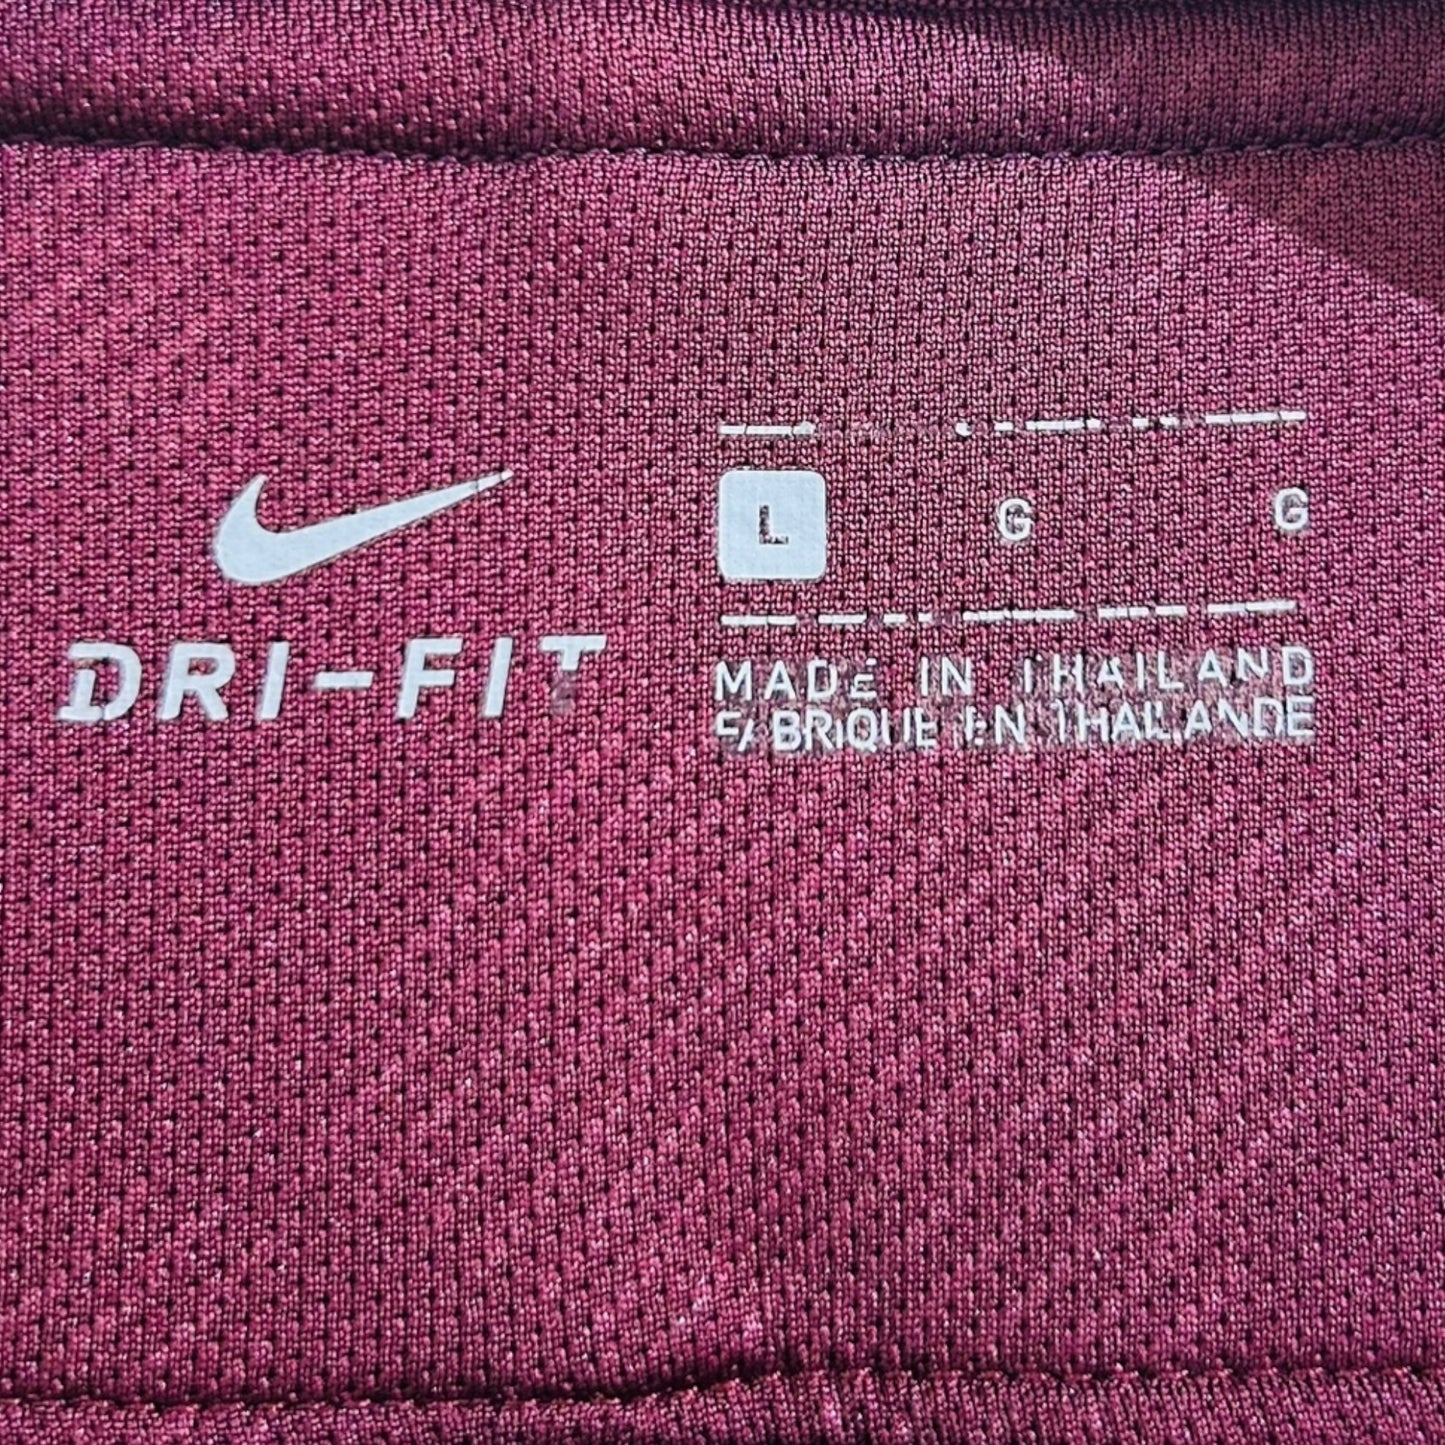 DRI-FIT
L G G
MADE IN THAILAND
FABRIQUE EN THAILANDE